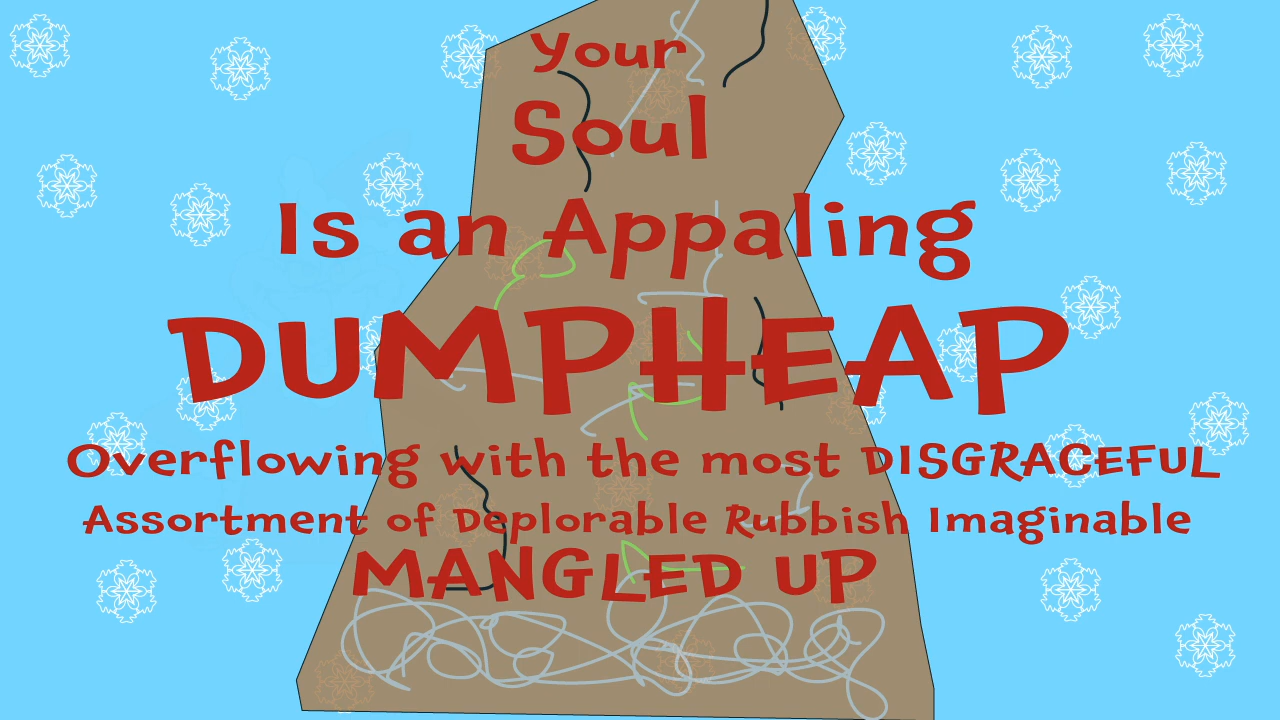 Your
Soul
Is an Appaling
DUMPHEAP
Overflowing with the most DISGRACEFUL
Assortment of Deplorable Rubbish Imaginable
MANGLED UP